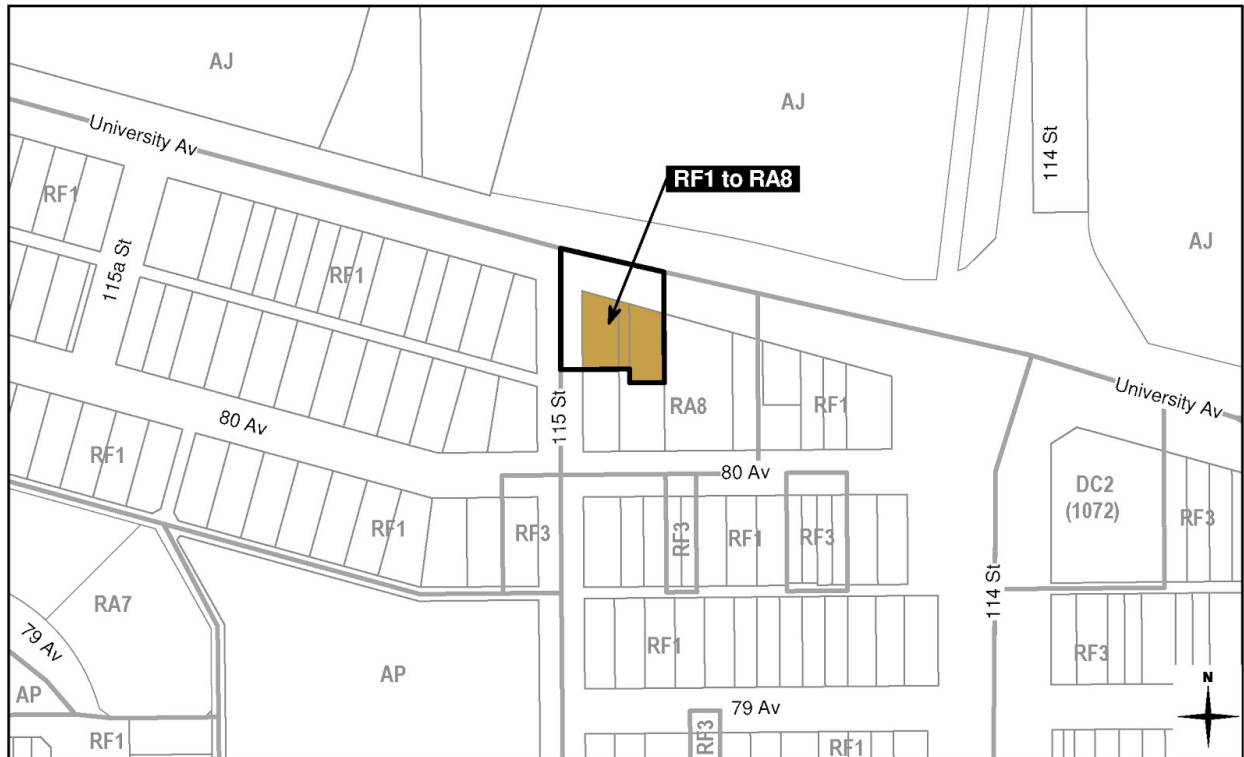 AJ
AJ
University Av
114 St
RF1 to RA8
RF1
AJ
115a St
RF1
University Av
80 Av
115 St
RA8
RF1
RF1
80 Av
DC2
(1072)
RF3
RF1
RF3
RF3
RF1
RF3
114 St
RA7
79 Av
RF1
RF3
AP
N
AP
79 Av
RF3
RF1
RF1